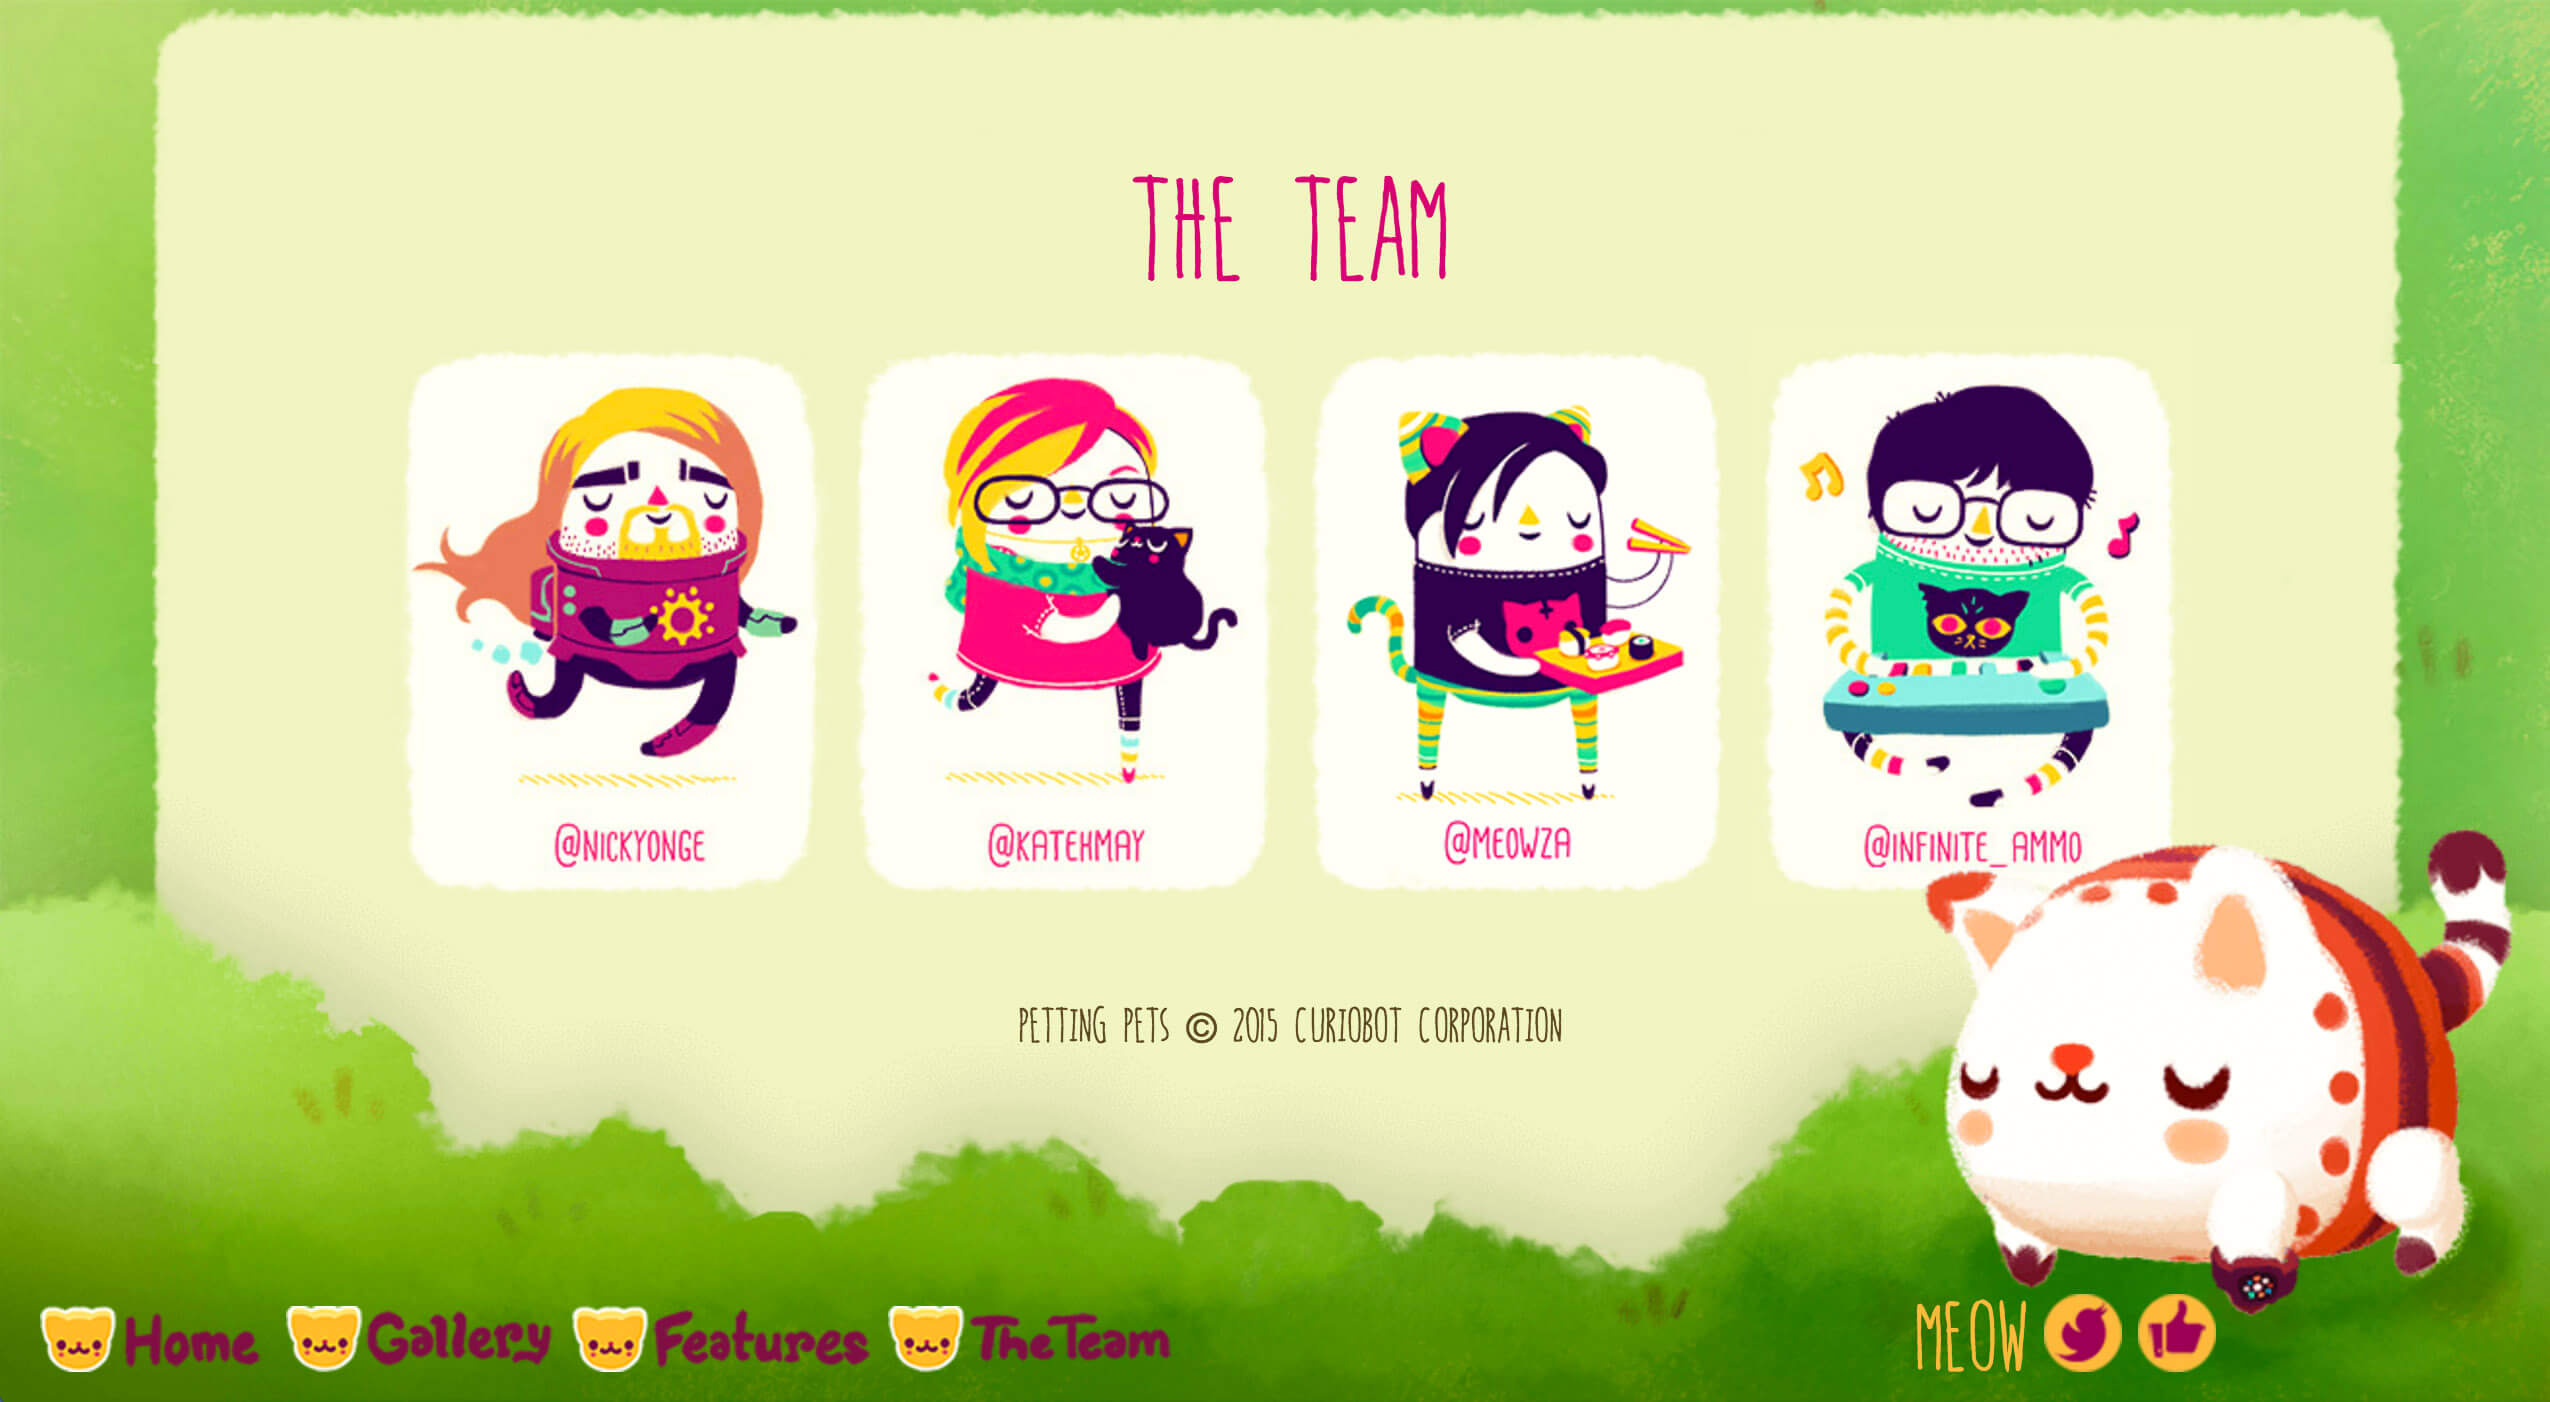 THE TEAM
@NICKYONGE
@KATEHMAY
@MEOWZA
@INFINITE_AMMO
PETTING PETS © 2015 CURIOBOT CORPORATION
Home Gallery Features The Team
MEOW